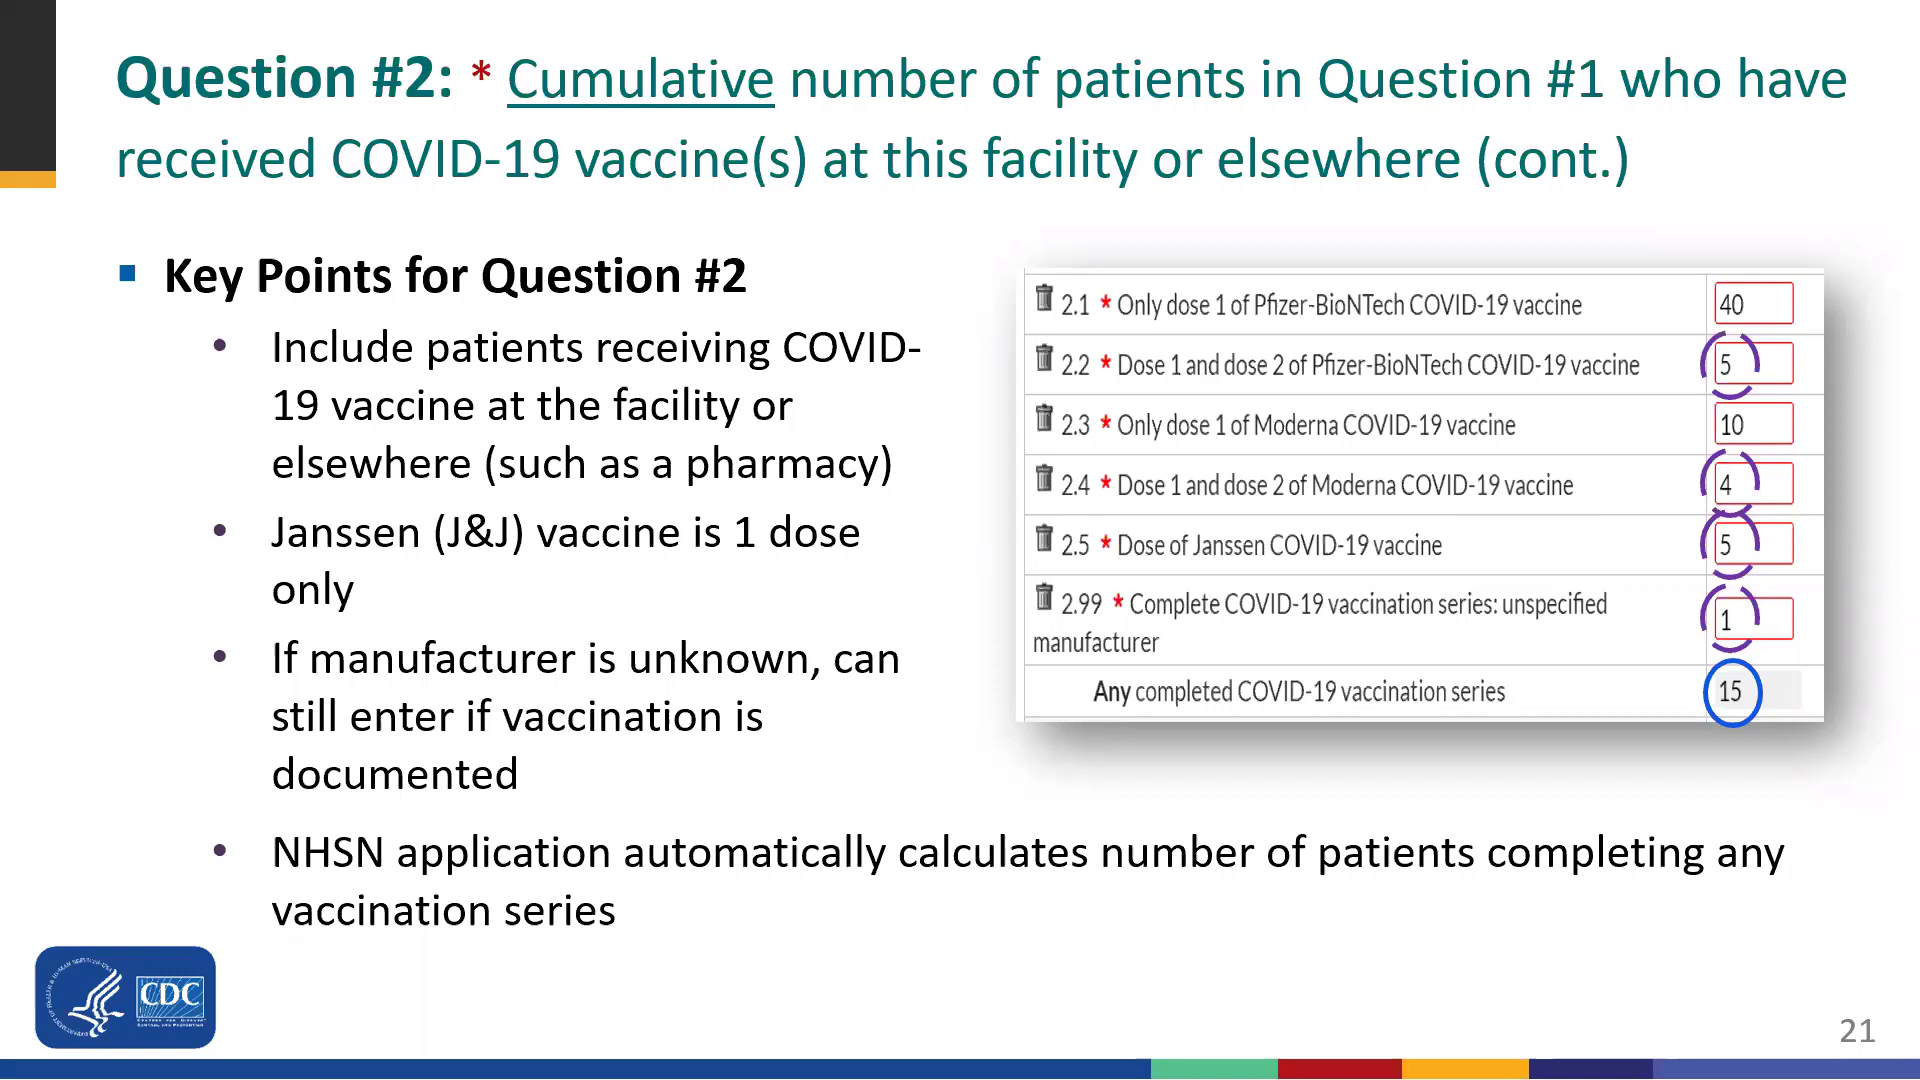 Question #2: * Cumulative number of patients in Question #1 who have
received COVID-19 vaccine(s) at this facility or elsewhere (cont.)
Key Points for Question #2
• Include patients receiving COVID-
19 vaccine at the facility or
elsewhere (such as a pharmacy)
• Janssen (J&J) vaccine is 1 dose
only
• If manufacturer is unknown, can
still enter if vaccination is
documented
• NHSN application automatically calculates number of patients completing any
vaccination series
2.1 * Only dose 1 of Pfizer-BioNTech COVID-19 vaccine 40
2.2 * Dose 1 and dose 2 of Pfizer-BioNTech COVID-19 vaccine 5
2.3 * Only dose 1 of Moderna COVID-19 vaccine 10
2.4 * Dose 1 and dose 2 of Moderna COVID-19 vaccine 4
2.5 * Dose of Janssen COVID-19 vaccine 5
2.99 * Complete COVID-19 vaccination series: unspecified
manufacturer 1
Any completed COVID-19 vaccination series 15
CDC
21